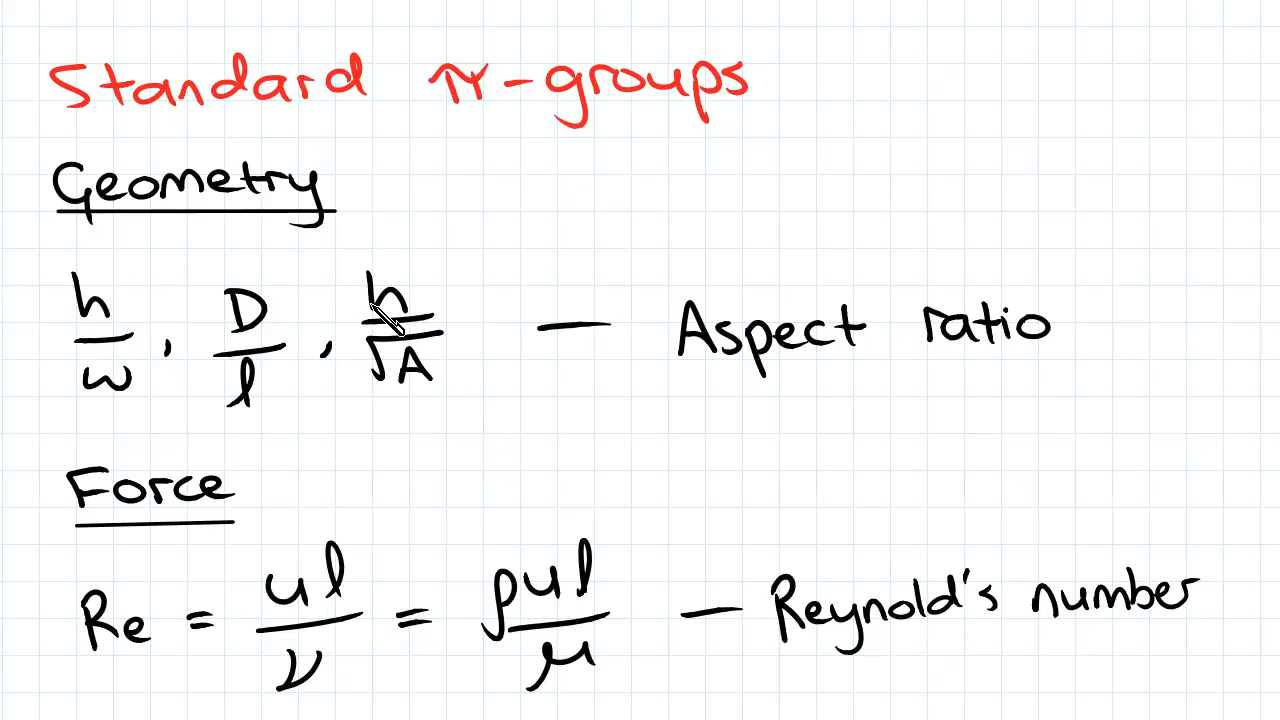 Standard π-groups
Geometry
h/w, D/l, h/√A — Aspect ratio
Force
Re = ul/ν = ρul/μ — Reynold's number